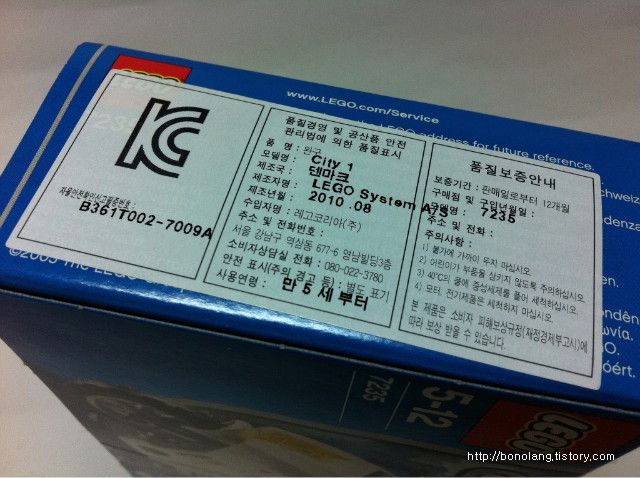 LEGO
www.LEGO.com/Service
address for future reference.
KC
자율안전확인신고필증번호 :
B361T002-7009A
품질경영 및 공산품 안전
관리법에 의한 품질표시
품 명 : 완구
모델명 : City 1
제조국 : 덴마크
제조자명 : LEGO System A/S
제조년월 : 2010 .08
수입자명 : 레고코리아(주)
주소 및 전화번호 :
서울 강남구 역삼동 677-6 영남빌딩3층
소비자상담실 전화 : 080-022-3780
안전 표시(주의 경고 등) : 별도 표기
사용연령 : 만 5 세 부터
품질보증안내
보증기간 : 판매일로부터 12개월
구매점 및 구입년월일 :
모델명 : 7235
주소 및 전화 :
주의사항 :
1) 불가에 가까이 두지 마십시오
2) 어린이가 부품을 삼키지 않도록 주의하십시오.
3) 40℃의 물에 중성세제를 풀어 세척하십시오.
4) 모터, 전기제품은 세척하지 마십시오.
본 제품은 소비자 피해보상규정(재정경제부고시)에
따라 보상 받을 수 있습니다.
Schweiz
5-12
7235
LEGO
http://bonolang.tistory.com/